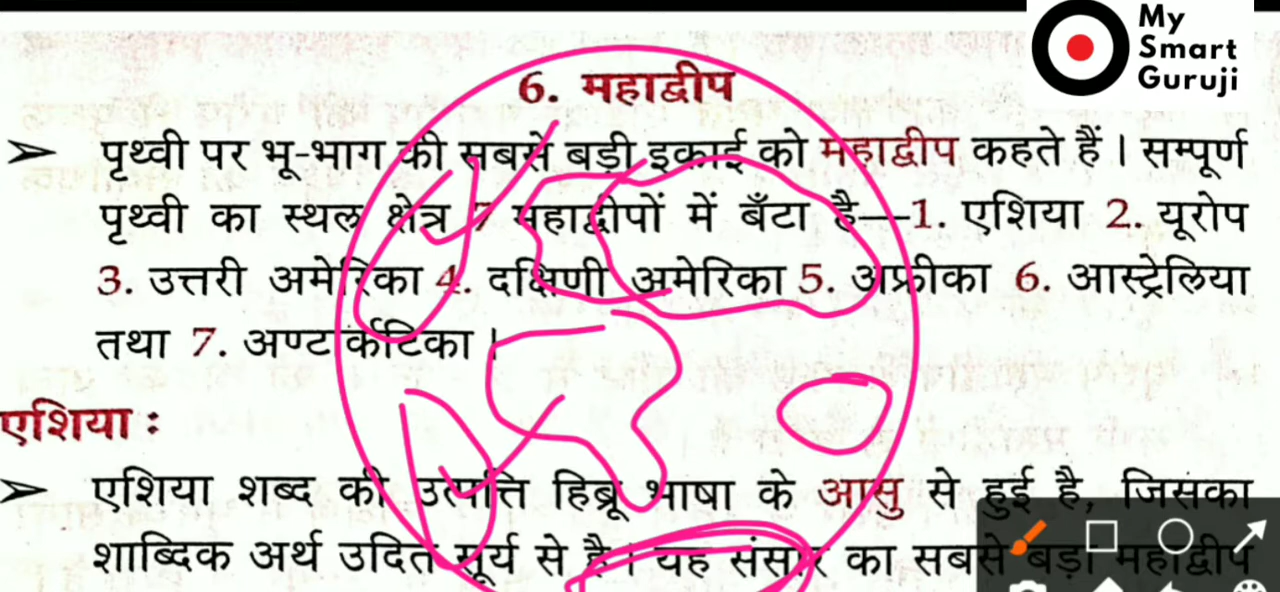 My
Smart
Guruji
6. महाद्वीप
➤ पृथ्वी पर भू-भाग की सबसे बड़ी इकाई को महाद्वीप कहते हैं। सम्पूर्ण
पृथ्वी का स्थल क्षेत्र 7 महाद्वीपों में बँटा है—1. एशिया 2. यूरोप
3. उत्तरी अमेरिका 4. दक्षिणी अमेरिका 5. अफ्रीका 6. आस्ट्रेलिया
तथा 7. अण्टार्कटिका।
एशिया :
➤ एशिया शब्द की उत्पत्ति हिब्रू भाषा के आसु से हुई है, जिसका
शाब्दिक अर्थ उदित सूर्य से है। यह संसार का सबसे बड़ा महाद्वीप